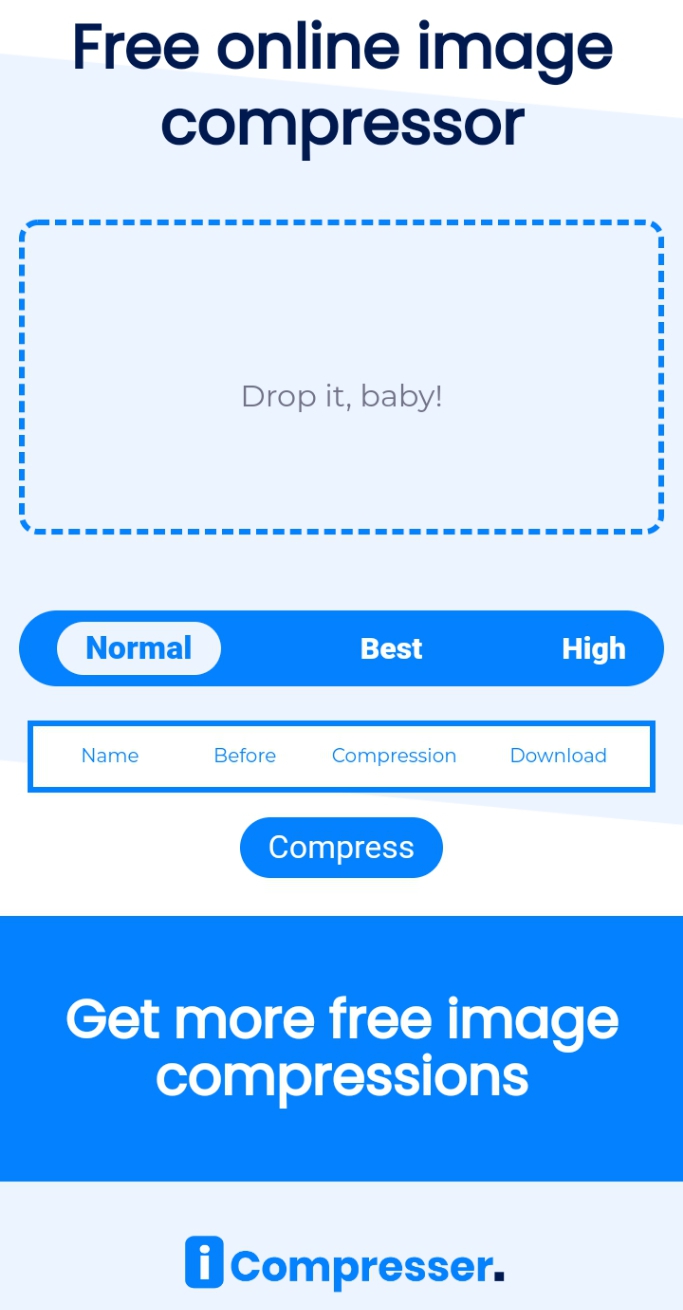 Free online image
compressor
Drop it, baby!
Normal Best High
Name Before Compression Download
Compress
Get more free image
compressions
i Compresser.